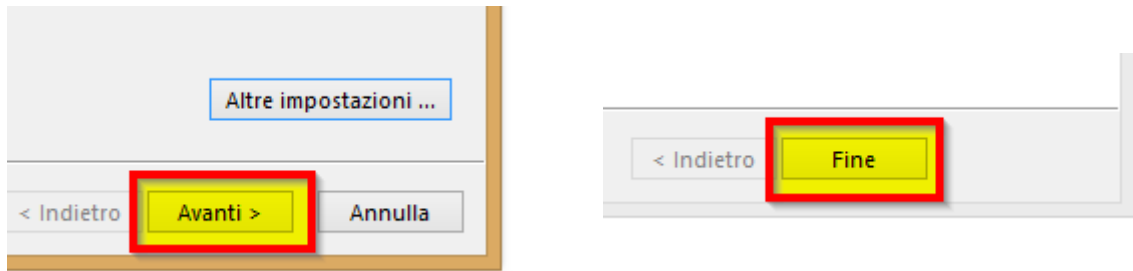 Altre impostazioni ...
< Indietro Avanti > Annulla
< Indietro Fine